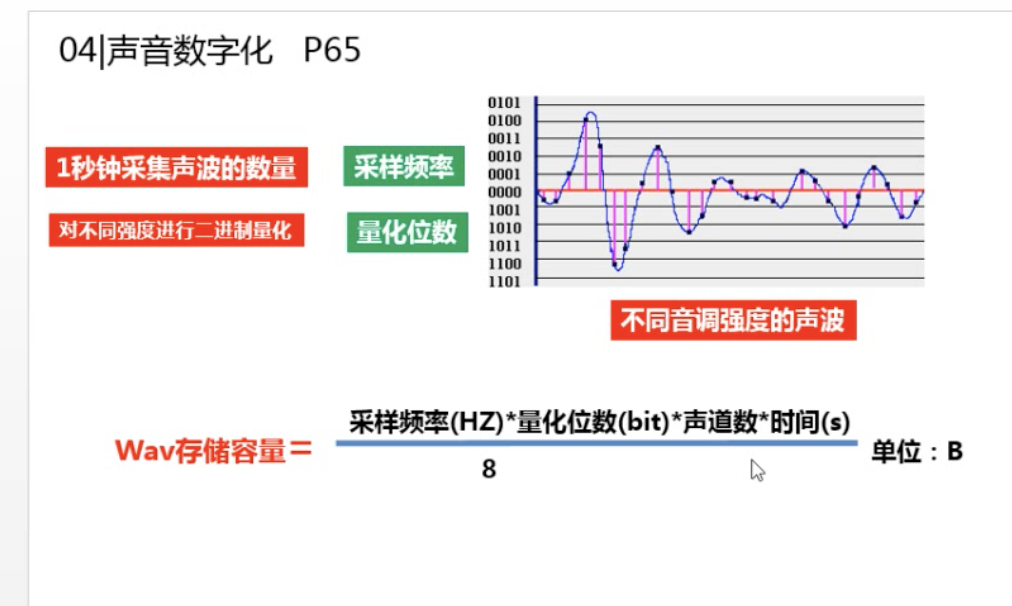 04|声音数字化 P65
1秒钟采集声波的数量
采样频率
对不同强度进行二进制量化
量化位数
0101
0100
0011
0010
0001
0000
1001
1010
1011
1100
1101
不同音调强度的声波
采样频率(HZ)*量化位数(bit)*声道数*时间(s)
Wav存储容量＝
单位：B
8